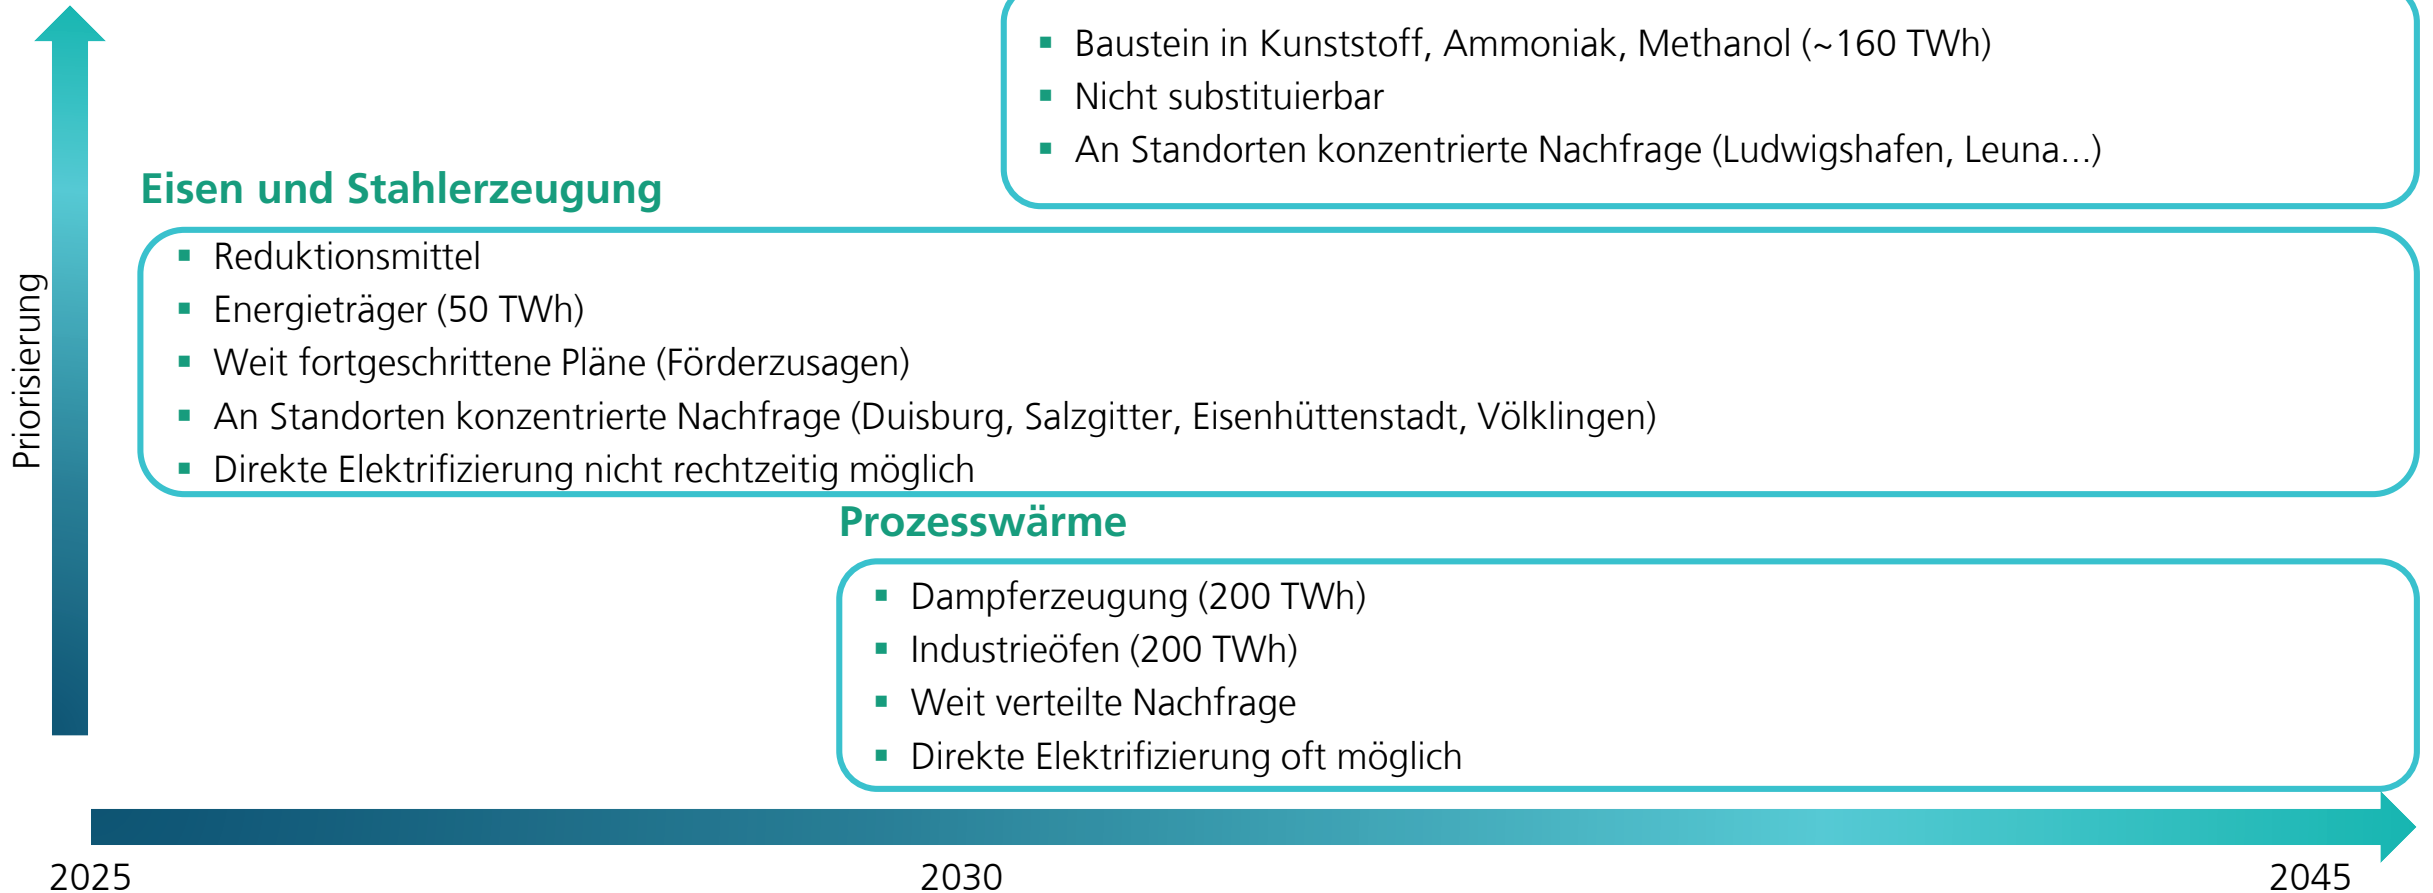 ▪ Baustein in Kunststoff, Ammoniak, Methanol (~160 TWh)
▪ Nicht substituierbar
▪ An Standorten konzentrierte Nachfrage (Ludwigshafen, Leuna...)
Eisen und Stahlerzeugung
▪ Reduktionsmittel
▪ Energieträger (50 TWh)
▪ Weit fortgeschrittene Pläne (Förderzusagen)
▪ An Standorten konzentrierte Nachfrage (Duisburg, Salzgitter, Eisenhüttenstadt, Völklingen)
▪ Direkte Elektrifizierung nicht rechtzeitig möglich
Priorisierung
Prozesswärme
▪ Dampferzeugung (200 TWh)
▪ Industrieöfen (200 TWh)
▪ Weit verteilte Nachfrage
▪ Direkte Elektrifizierung oft möglich
2025 2030 2045